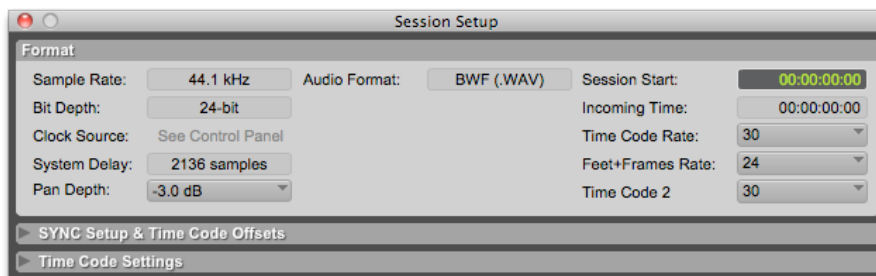 Session Setup
Format
Sample Rate: 44.1 kHz Audio Format: BWF (.WAV) Session Start: 00:00:00:00
Bit Depth: 24-bit Incoming Time: 00:00:00:00
Clock Source: See Control Panel Time Code Rate: 30
System Delay: 2136 samples Feet+Frames Rate: 24
Pan Depth: -3.0 dB Time Code 2 30
SYNC Setup & Time Code Offsets
Time Code Settings